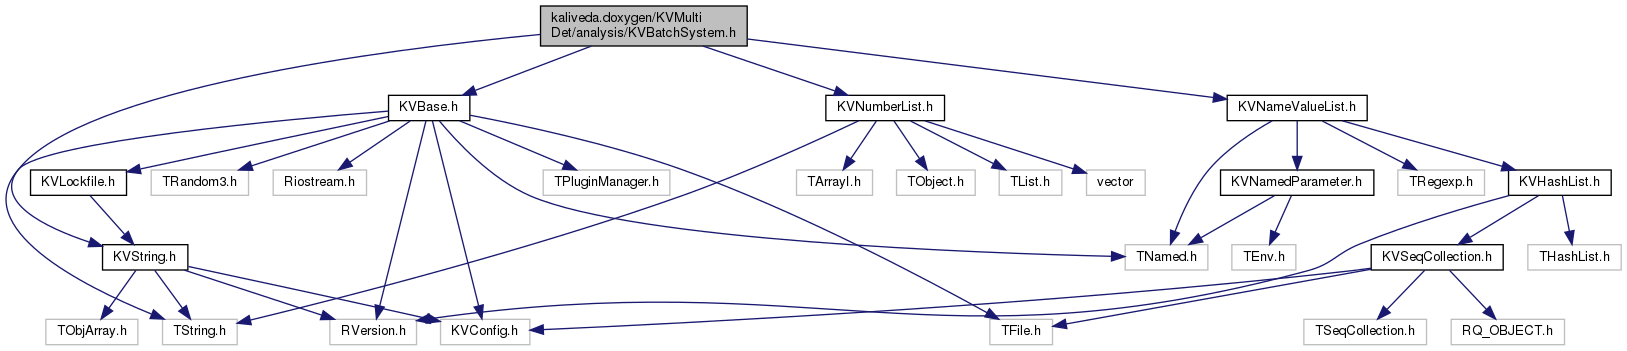 kaliveda.doxygen/KVMulti
Det/analysis/KVBatchSystem.h
KVBase.h
KVNumberList.h
KVNameValueList.h
KVLockfile.h
TRandom3.h
Riostream.h
TPluginManager.h
TArrayI.h
TObject.h
TList.h
vector
KVNamedParameter.h
TRegexp.h
KVHashList.h
KVString.h
TNamed.h
TEnv.h
KVSeqCollection.h
THashList.h
TObjArray.h
TString.h
RVersion.h
KVConfig.h
TFile.h
TSeqCollection.h
RQ_OBJECT.h